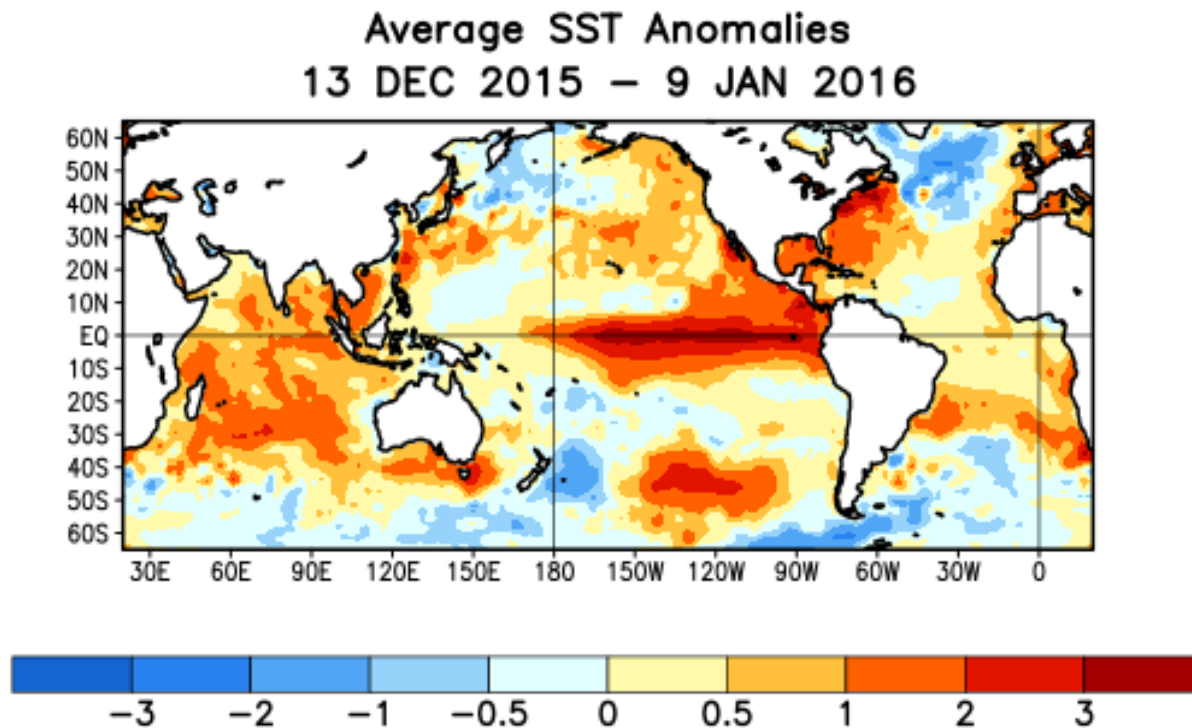 Average SST Anomalies
13 DEC 2015 – 9 JAN 2016
60N
50N
40N
30N
20N
10N
EQ
10S
20S
30S
40S
50S
60S
30E 60E 90E 120E 150E 180 150W 120W 90W 60W 30W 0
-3 -2 -1 -0.5 0 0.5 1 2 3